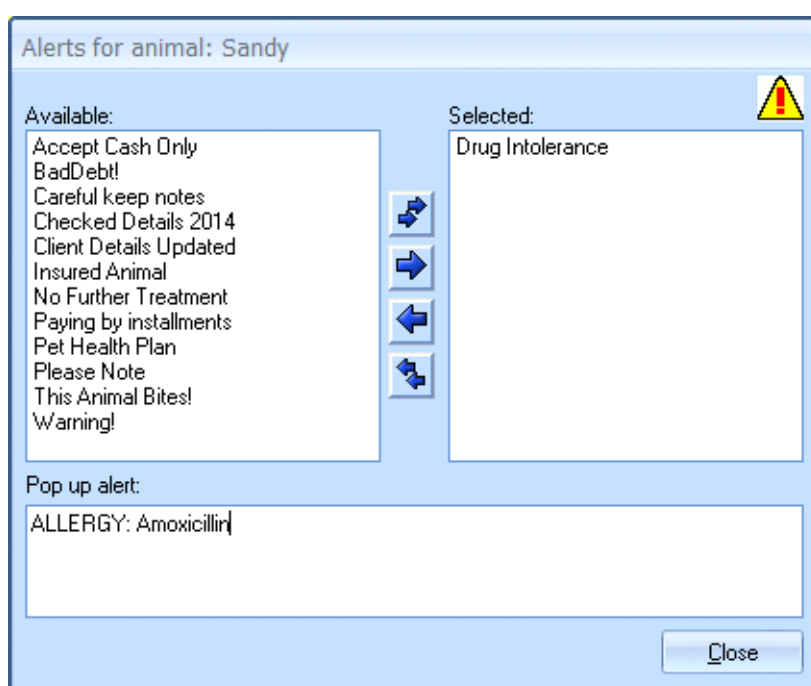 Alerts for animal: Sandy
Available:
Accept Cash Only
BadDebt!
Careful keep notes
Checked Details 2014
Client Details Updated
Insured Animal
No Further Treatment
Paying by installments
Pet Health Plan
Please Note
This Animal Bites!
Warning!
Selected:
Drug Intolerance
Pop up alert:
ALLERGY: Amoxicillin
Close